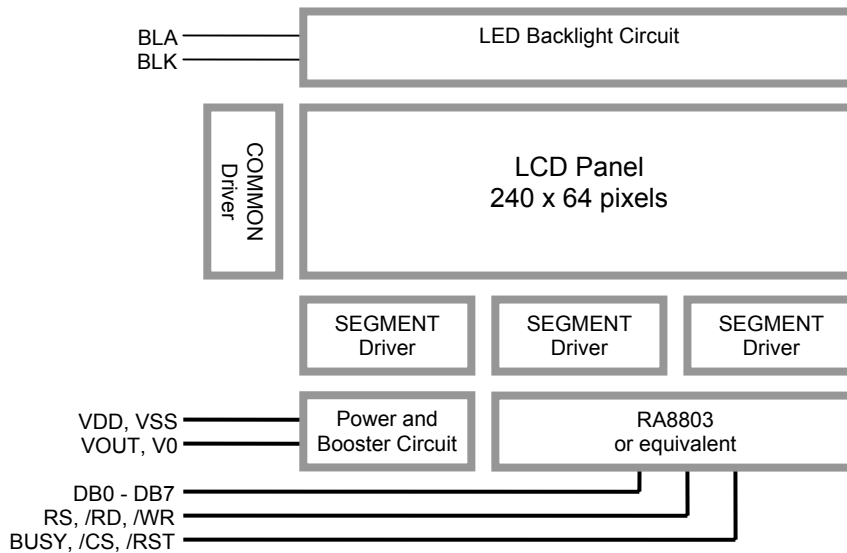 BLA
BLK
LED Backlight Circuit
COMMON
Driver
LCD Panel
240 x 64 pixels
SEGMENT
Driver
SEGMENT
Driver
SEGMENT
Driver
VDD, VSS
VOUT, V0
Power and
Booster Circuit
RA8803
or equivalent
DB0 - DB7
RS, /RD, /WR
BUSY, /CS, /RST